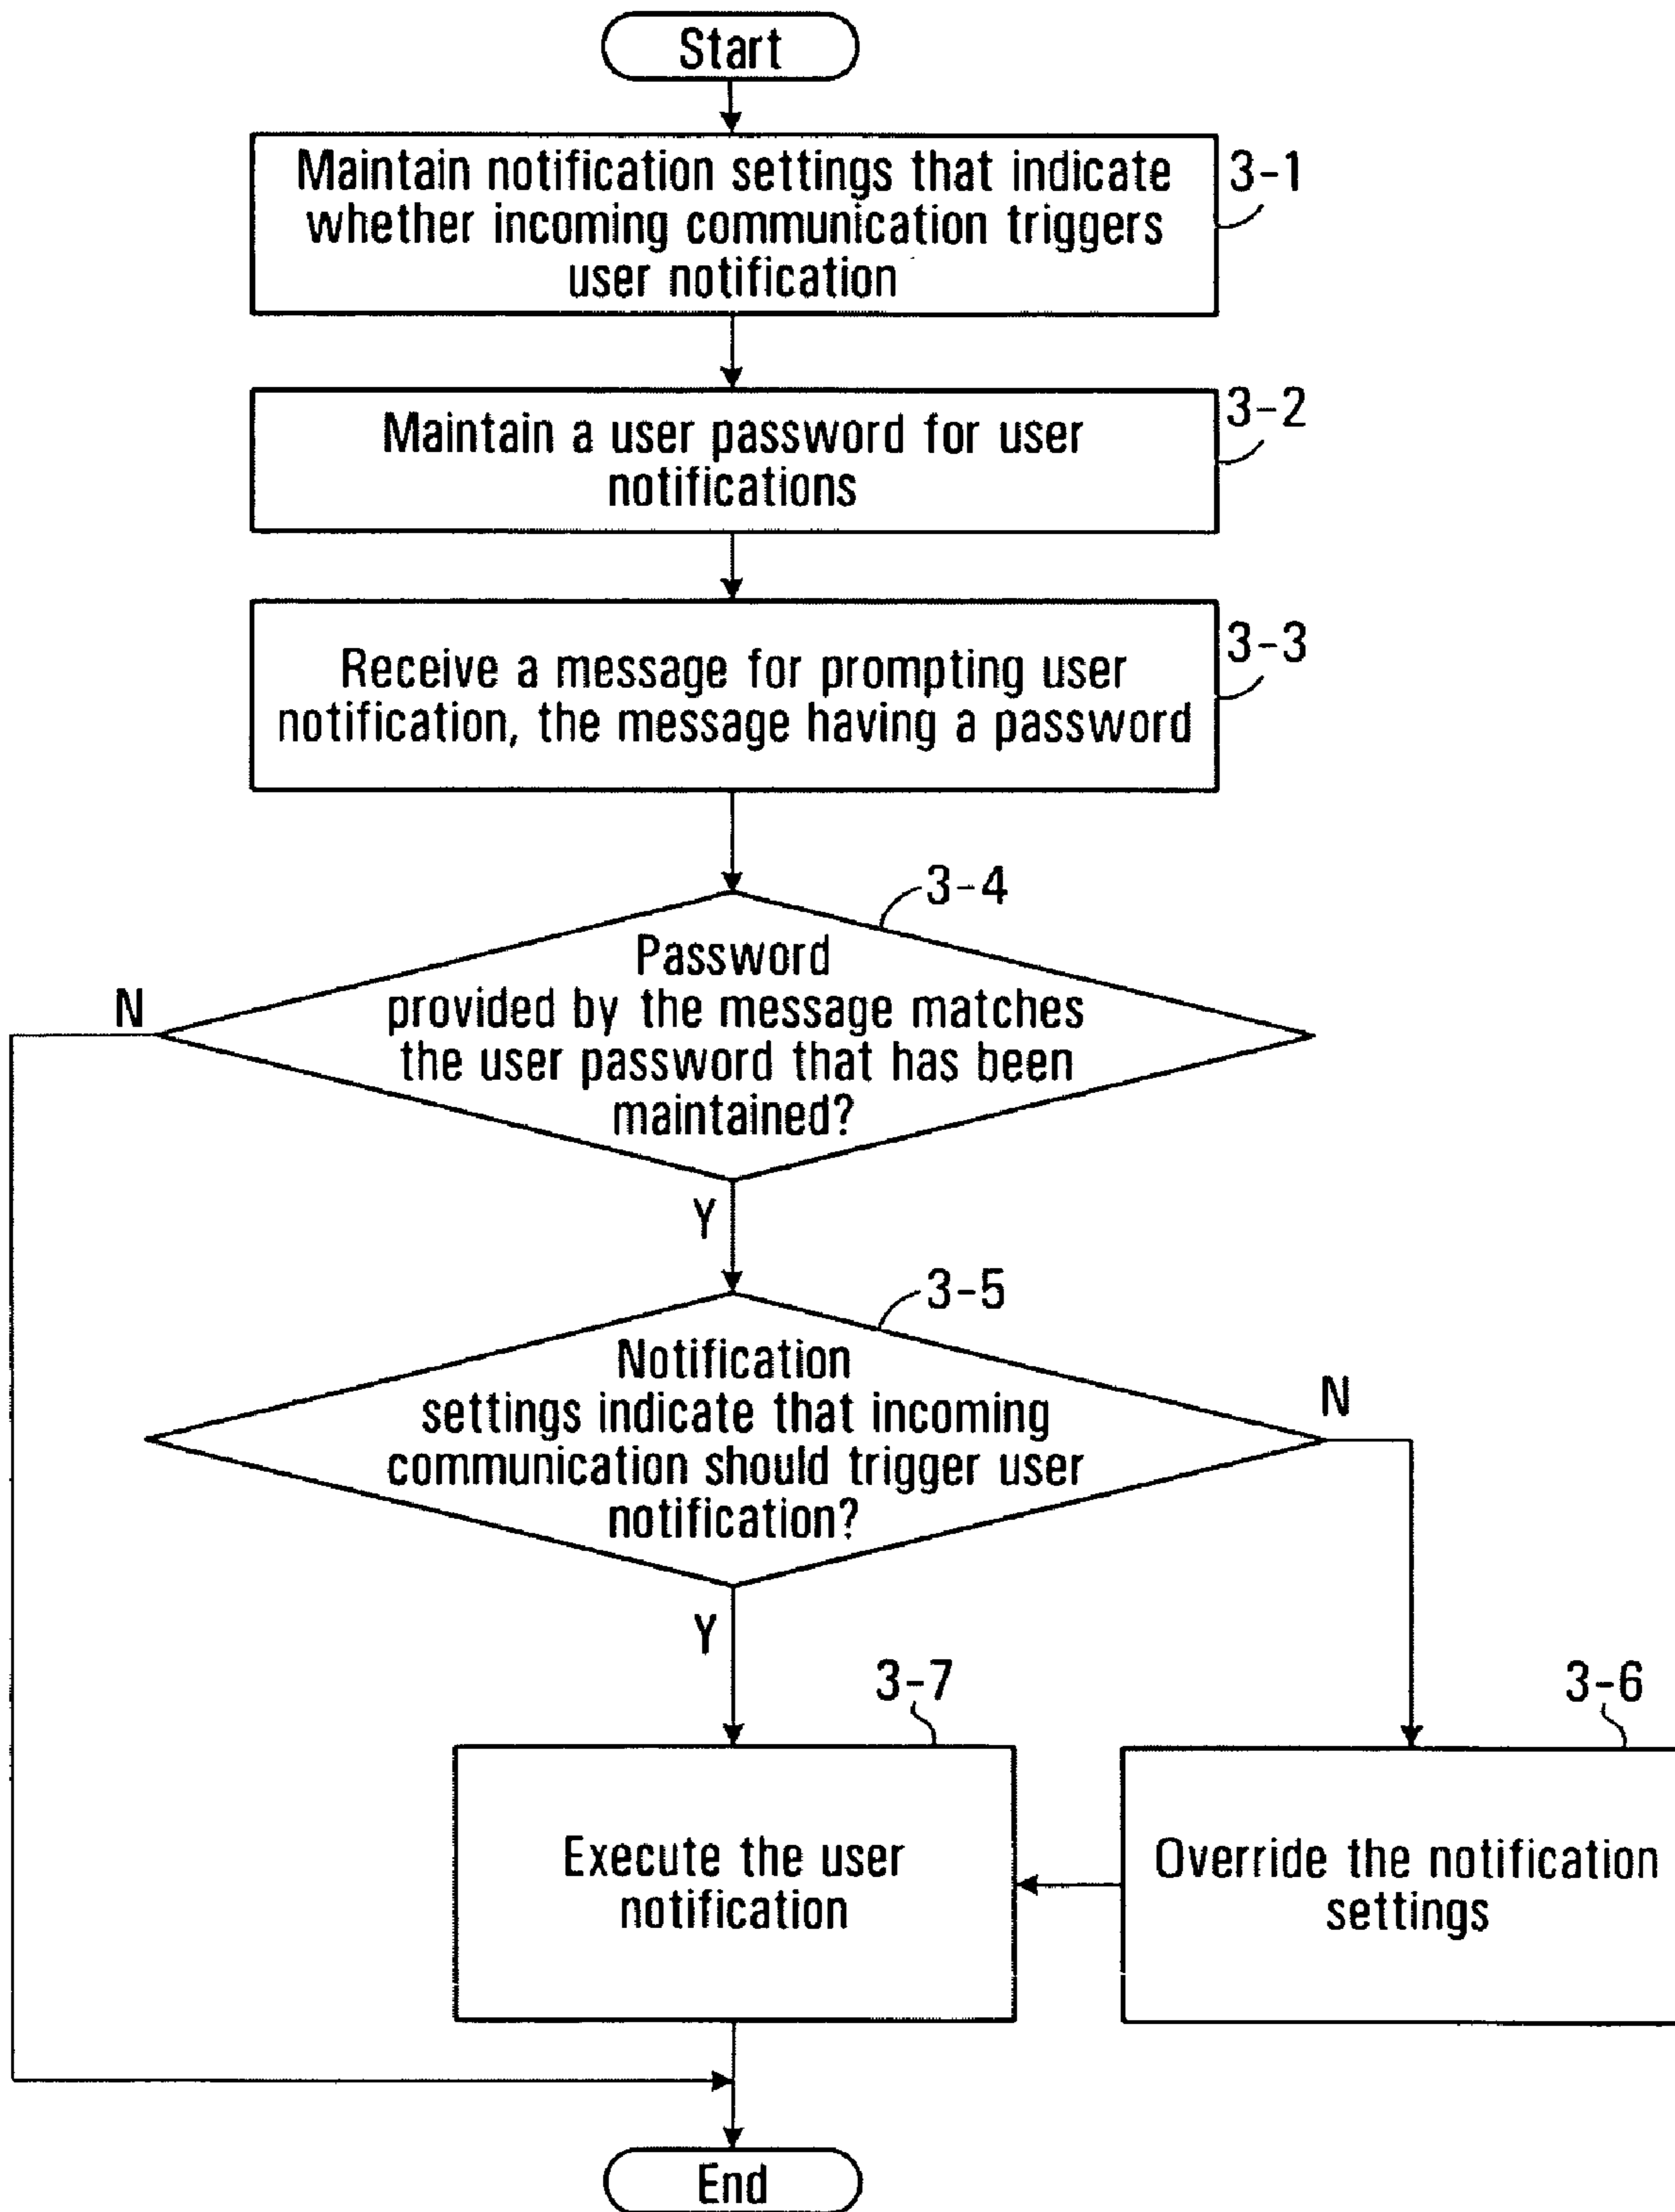 Start
Maintain notification settings that indicate
whether incoming communication triggers
user notification
3-1
Maintain a user password for user
notifications
3-2
Receive a message for prompting user
notification, the message having a password
3-3
3-4
Password
provided by the message matches
the user password that has been
maintained?
N
Y
3-5
Notification
settings indicate that incoming
communication should trigger user
notification?
N
Y
3-7
3-6
Execute the user
notification
Override the notification
settings
End